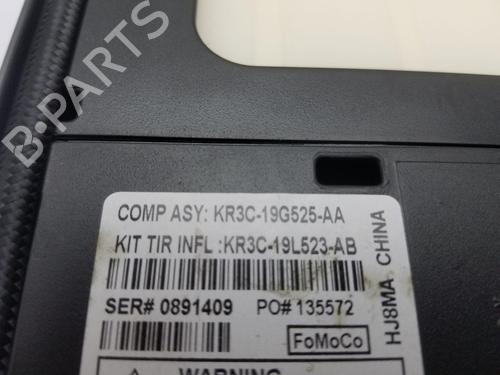 B-PARTS
COMP ASY: KR3C-19G525-AA
KIT TIR INFL :KR3C-19L523-AB
SER# 0891409 PO# 135572
FoMoCo
HJ8MA CHINA
WARNING